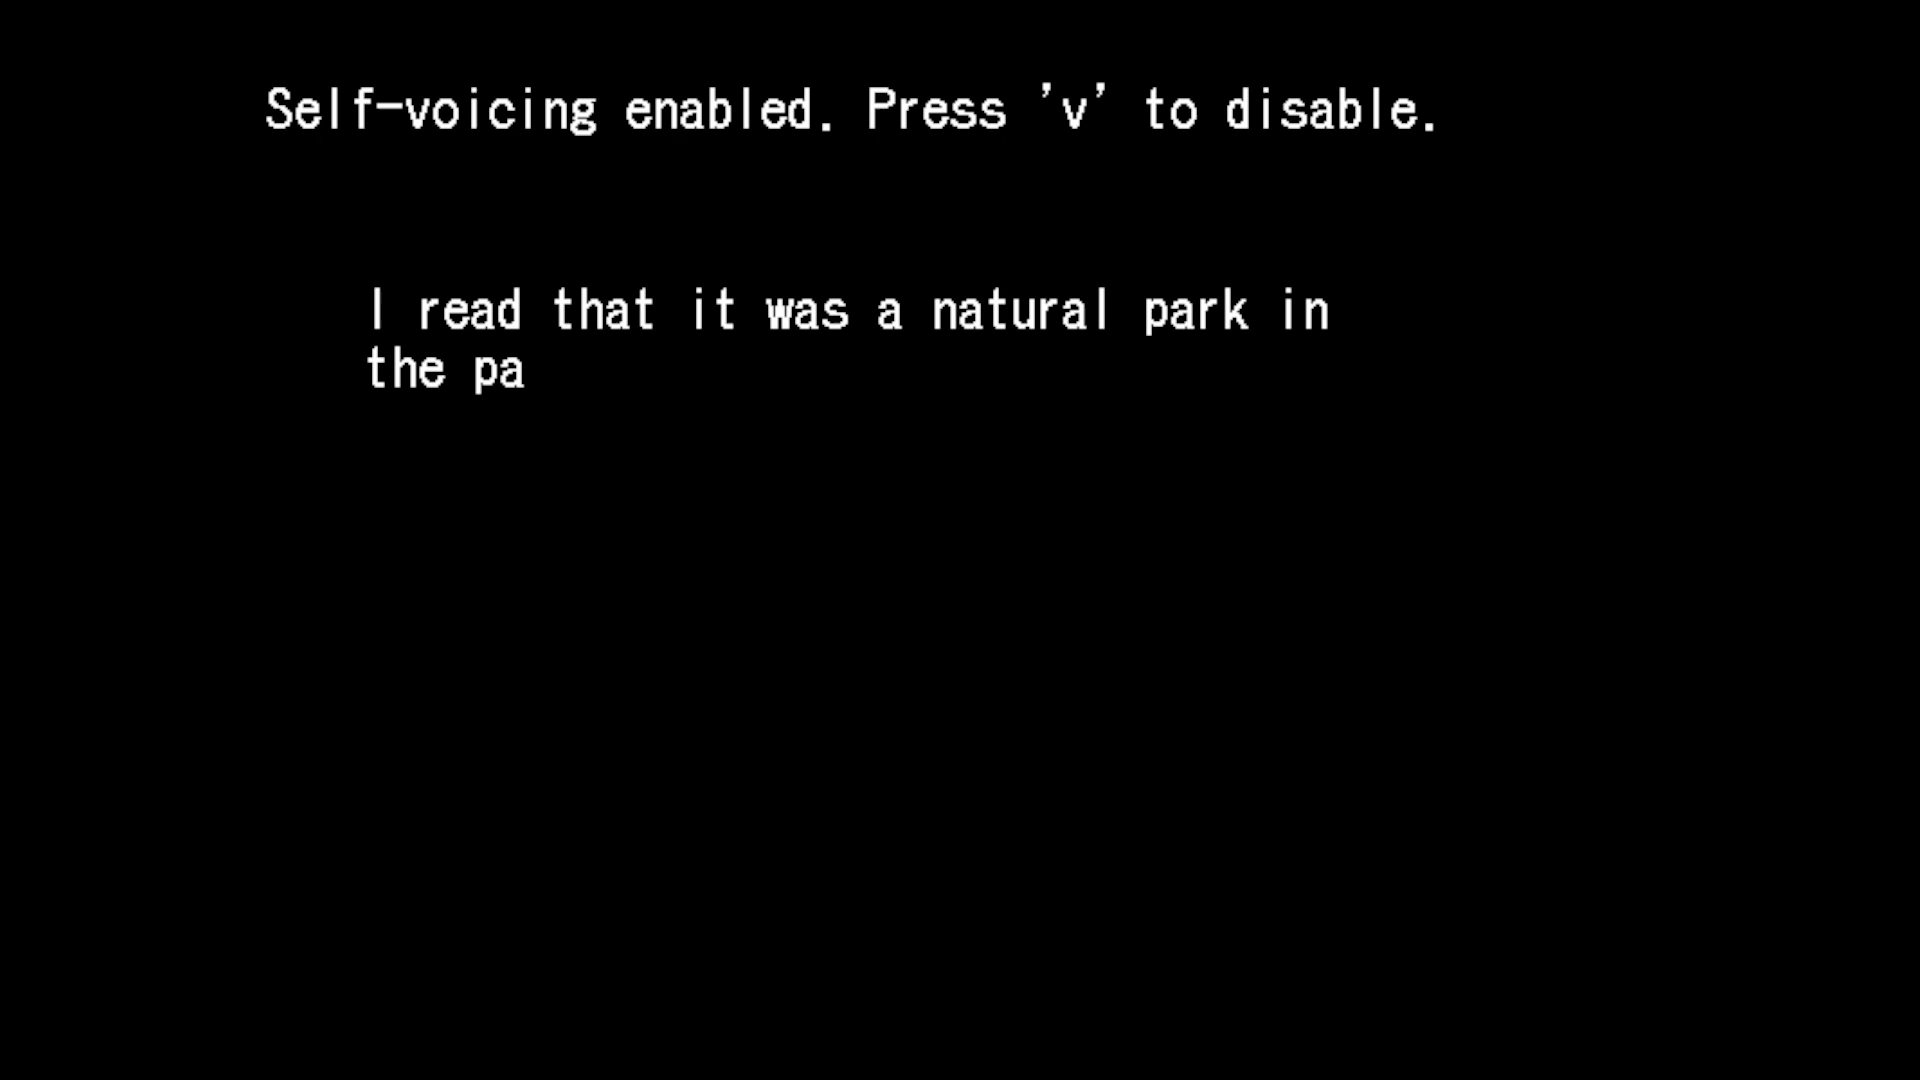 Self-voicing enabled. Press 'v' to disable.
I read that it was a natural park in
the pa